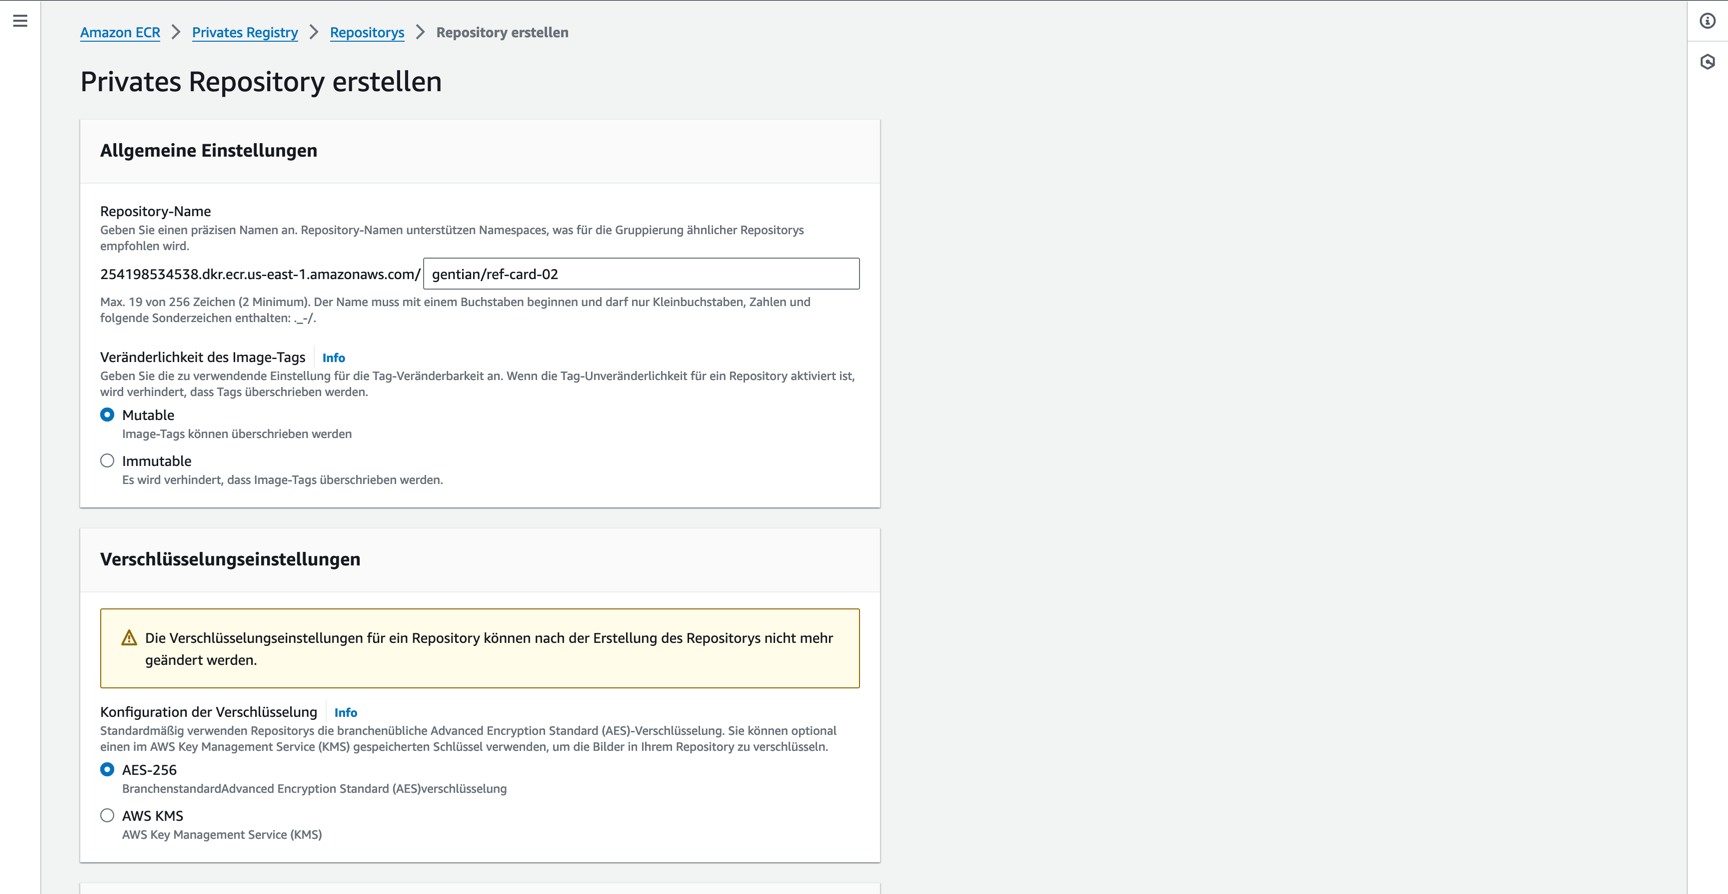 Amazon ECR > Privates Registry > Repositorys > Repository erstellen
Privates Repository erstellen
Allgemeine Einstellungen
Repository-Name
Geben Sie einen präzisen Namen an. Repository-Namen unterstützen Namespaces, was für die Gruppierung ähnlicher Repositorys
empfohlen wird.
254198534538.dkr.ecr.us-east-1.amazonaws.com/ gentian/ref-card-02
Max. 19 von 256 Zeichen (2 Minimum). Der Name muss mit einem Buchstaben beginnen und darf nur Kleinbuchstaben, Zahlen und
folgende Sonderzeichen enthalten: ._-/.
Veränderlichkeit des Image-Tags Info
Geben Sie die zu verwendende Einstellung für die Tag-Veränderbarkeit an. Wenn die Tag-Unveränderlichkeit für ein Repository aktiviert ist,
wird verhindert, dass Tags überschrieben werden.
Mutable
Image-Tags können überschrieben werden
Immutable
Es wird verhindert, dass Image-Tags überschrieben werden.
Verschlüsselungseinstellungen
Die Verschlüsselungseinstellungen für ein Repository können nach der Erstellung des Repositorys nicht mehr
geändert werden.
Konfiguration der Verschlüsselung Info
Standardmäßig verwenden Repositorys die branchenübliche Advanced Encryption Standard (AES)-Verschlüsselung. Sie können optional
einen im AWS Key Management Service (KMS) gespeicherten Schlüssel verwenden, um die Bilder in Ihrem Repository zu verschlüsseln.
AES-256
BranchenstandardAdvanced Encryption Standard (AES)verschlüsselung
AWS KMS
AWS Key Management Service (KMS)